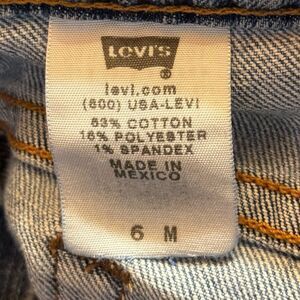 LEVI'S
®
levi.com
(800) USA-LEVI
83% COTTON
16% POLYESTER
1% SPANDEX
MADE IN
MEXICO
6 M